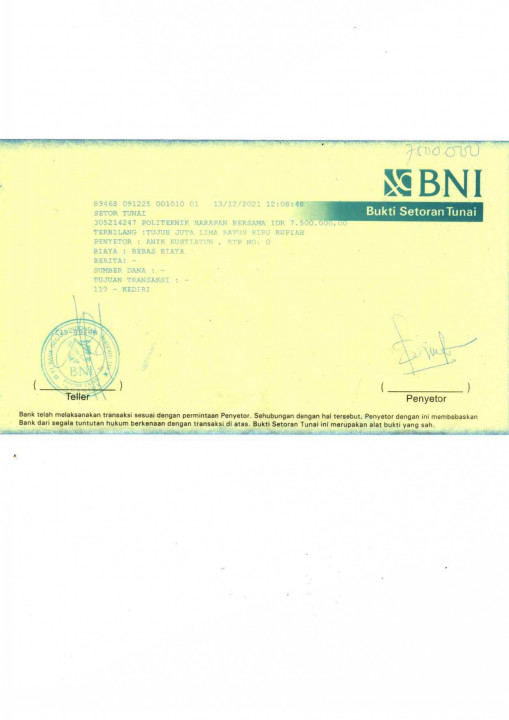 7500.000
BNI
Bukti Setoran Tunai
89468 091225 001010 01 13/12/2021 12:08:48
SETOR TUNAI
305214247 POLITEKNIK HARAPAN BERSAMA IDR 7.500.000,00
TERBILANG :TUJUH JUTA LIMA RATUS RIBU RUPIAH
PENYETOR : ANIK KUSTIATUN , KTP NO. 0
BIAYA : BEBAS BIAYA
BERITA: -
SUMBER DANA : -
TUJUAN TRANSAKSI : -
119 - KEDIRI
BNI
( ) ( )
Teller Penyetor
Bank telah melaksanakan transaksi sesuai dengan permintaan Penyetor. Sehubungan dengan hal tersebut, Penyetor dengan ini membebaskan
Bank dari segala tuntutan hukum berkenaan dengan transaksi di atas. Bukti Setoran Tunai ini merupakan alat bukti yang sah.